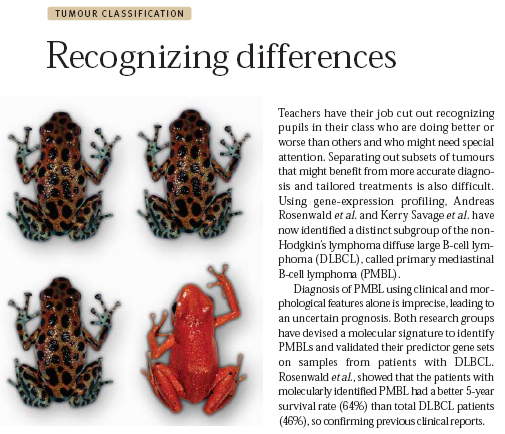 TUMOUR CLASSIFICATION
Recognizing differences
Teachers have their job cut out recognizing
pupils in their class who are doing better or
worse than others and who might need special
attention. Separating out subsets of tumours
that might benefit from more accurate diagno-
sis and tailored treatments is also difficult.
Using gene-expression profiling, Andreas
Rosenwald et al. and Kerry Savage et al. have
now identified a distinct subgroup of the non-
Hodgkin's lymphoma diffuse large B-cell lym-
phoma (DLBCL), called primary mediastinal
B-cell lymphoma (PMBL).
Diagnosis of PMBL using clinical and mor-
phological features alone is imprecise, leading to
an uncertain prognosis. Both research groups
have devised a molecular signature to identify
PMBLs and validated their predictor gene sets
on samples from patients with DLBCL.
Rosenwald et al., showed that the patients with
molecularly identified PMBL had a better 5-year
survival rate (64%) than total DLBCL patients
(46%), so confirming previous clinical reports.